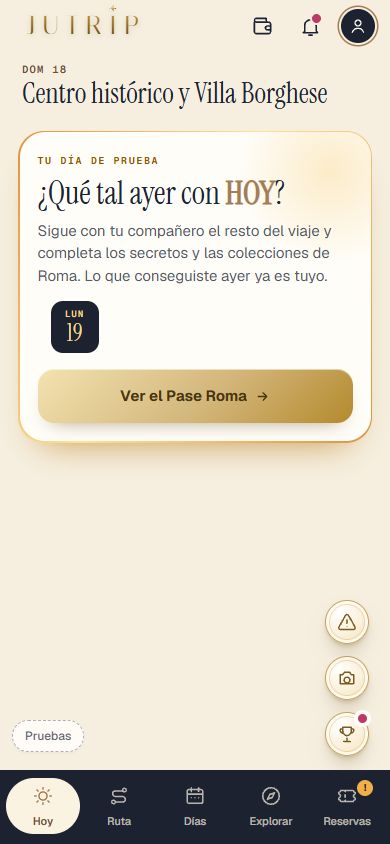 JUTRIP
DOM 18
Centro histórico y Villa Borghese
TU DÍA DE PRUEBA
¿Qué tal ayer con HOY?
Sigue con tu compañero el resto del viaje y
completa los secretos y las colecciones de
Roma. Lo que conseguiste ayer ya es tuyo.
LUN
19
Ver el Pase Roma →
Pruebas
!
Hoy
Ruta
Días
Explorar
Reservas